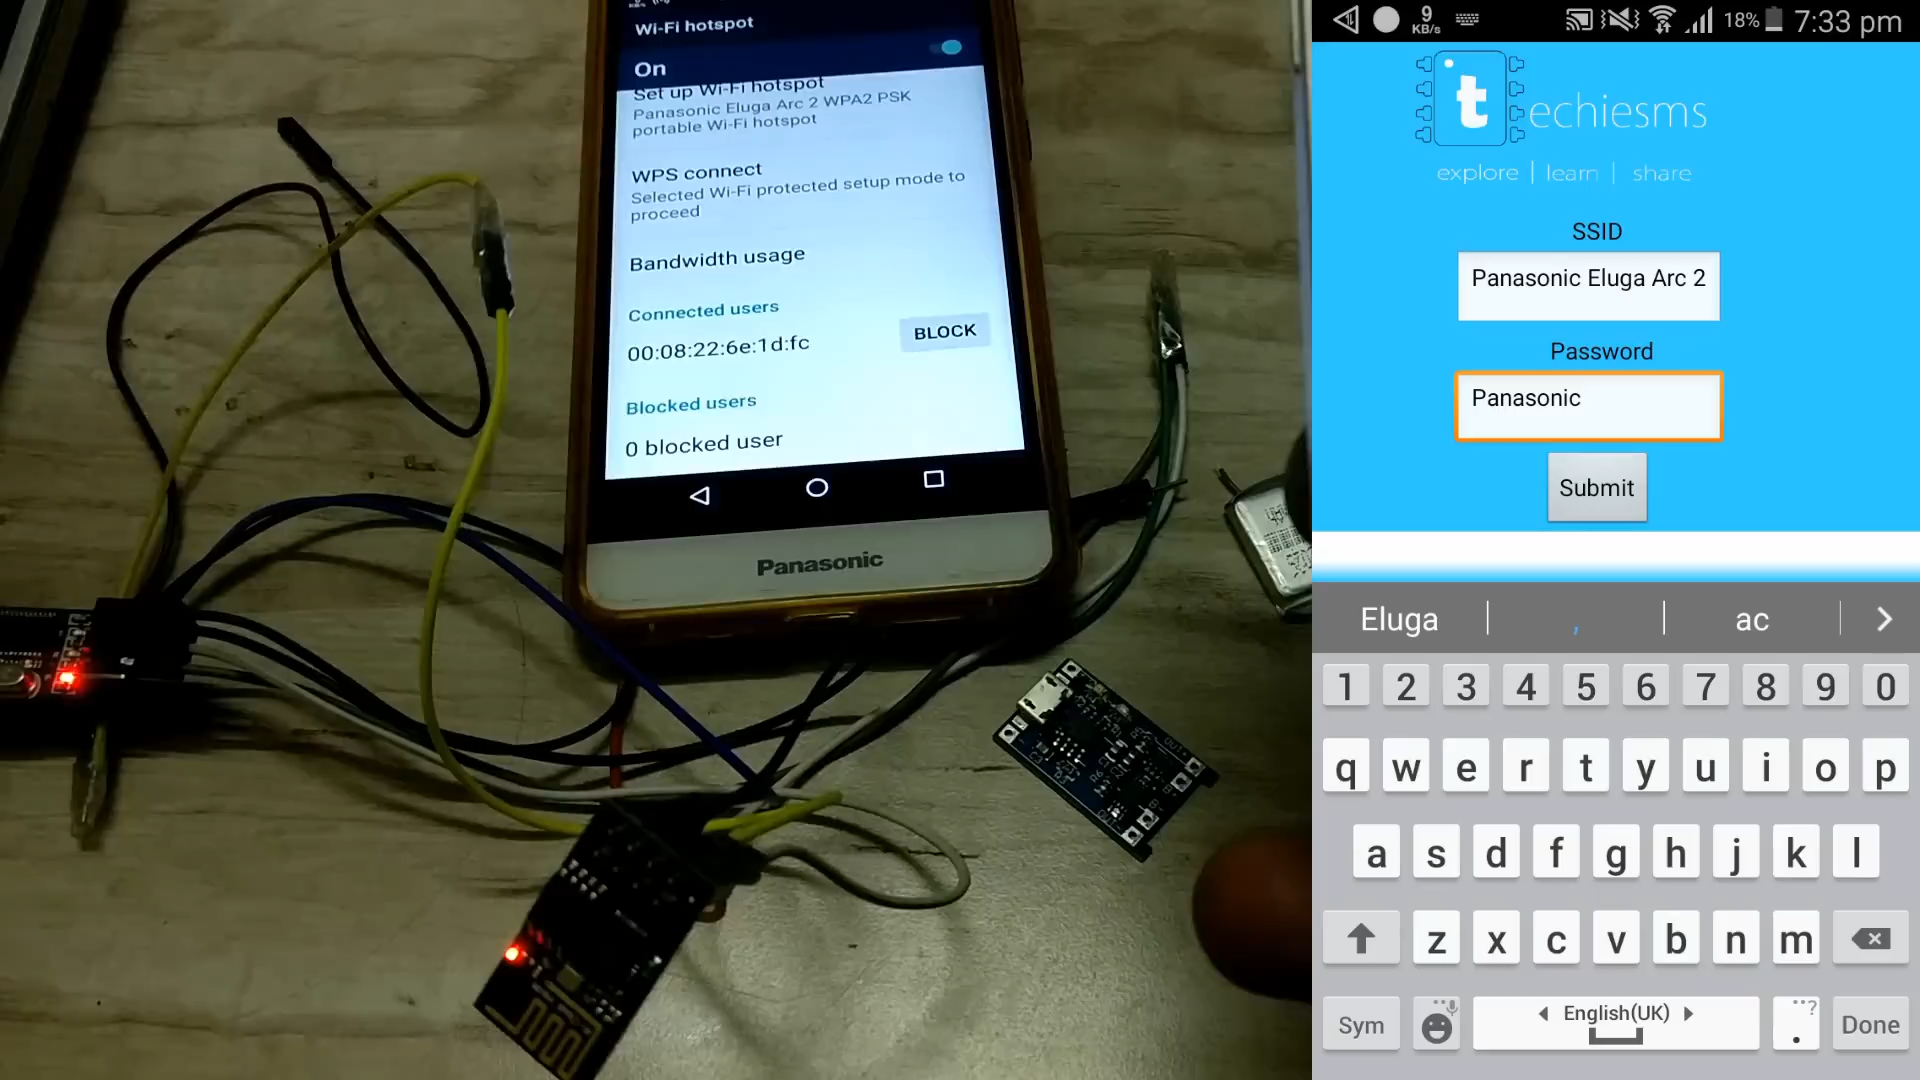 Wi-Fi hotspot
On
Set up Wi-Fi hotspot
Panasonic Eluga Arc 2 WPA2 PSK
portable Wi-Fi hotspot
WPS connect
Selected Wi-Fi protected setup mode to
proceed
Bandwidth usage
Connected users
00:08:22:6e:1d:fc
BLOCK
Blocked users
0 blocked user
Panasonic
9
KB/s
18%
7:33 pm
techiesms
explore | learn | share
SSID
Panasonic Eluga Arc 2
Password
Panasonic
Submit
Eluga , ac
1 2 3 4 5 6 7 8 9 0
q w e r t y u i o p
a s d f g h j k l
z x c v b n m
Sym
English(UK)
. ?
Done